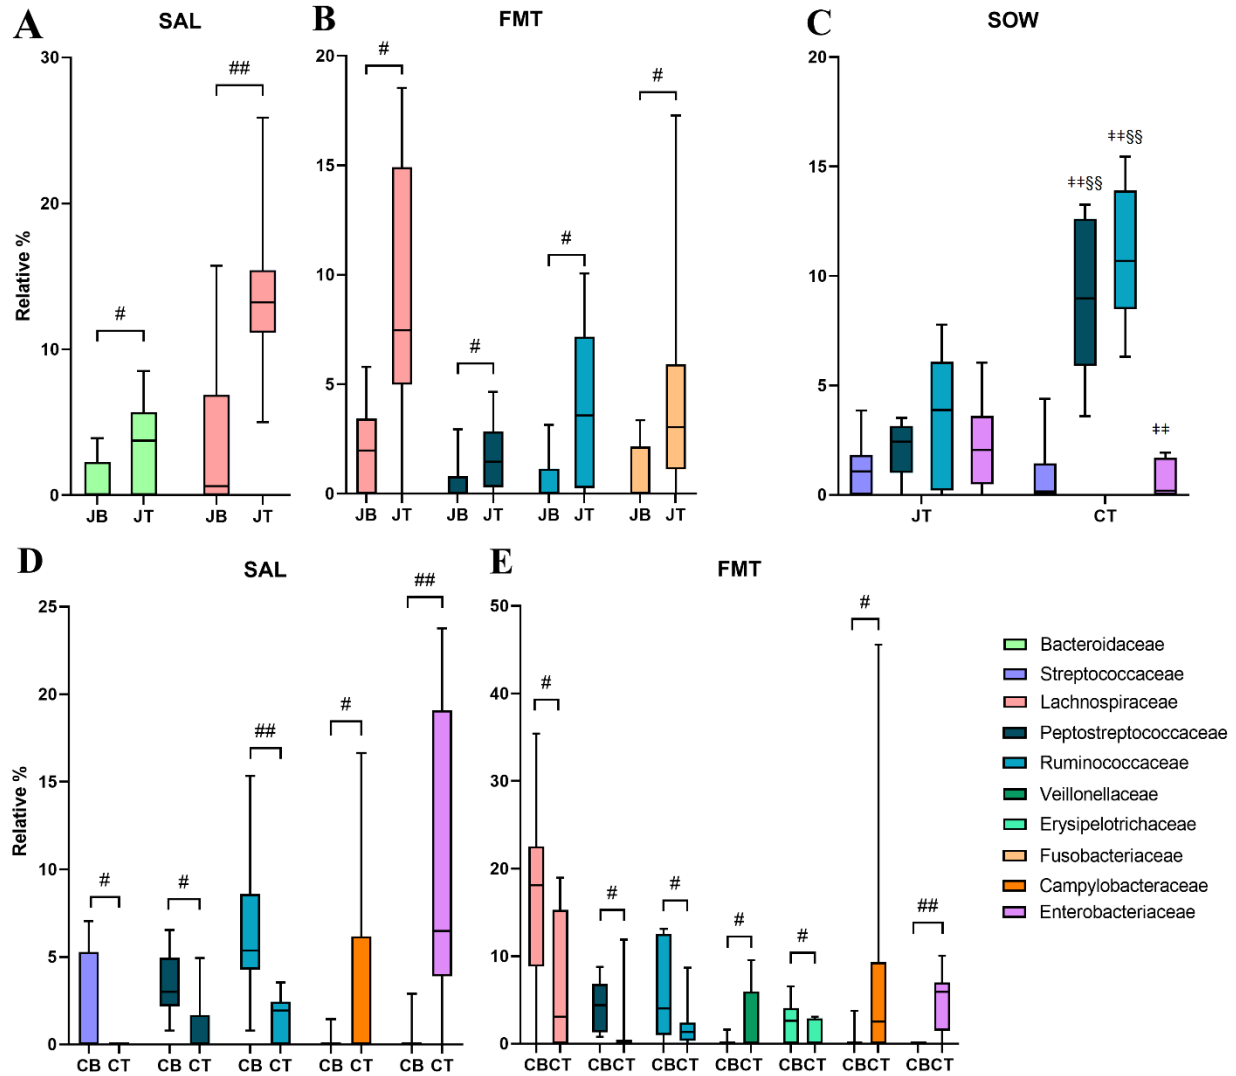 A
SAL
B
FMT
C
SOW
Relative %
30
20
10
0
#
##
JB
JT
JB
JT
20
15
10
5
0
#
#
#
#
JB
JT
JB
JT
JB
JT
JB
JT
20
15
10
5
0
‡‡§§
‡‡§§
‡‡
JT
CT
D
SAL
E
FMT
Relative %
25
20
15
10
5
0
#
#
##
#
##
CB CT
CB CT
CB CT
CB CT
CB CT
50
40
30
20
10
0
#
#
#
#
#
#
##
CBCT
CBCT
CBCT
CBCT
CBCT
CBCT
CBCT
Bacteroidaceae
Streptococcaceae
Lachnospiraceae
Peptostreptococcaceae
Ruminococcaceae
Veillonellaceae
Erysipelotrichaceae
Fusobacteriaceae
Campylobacteraceae
Enterobacteriaceae